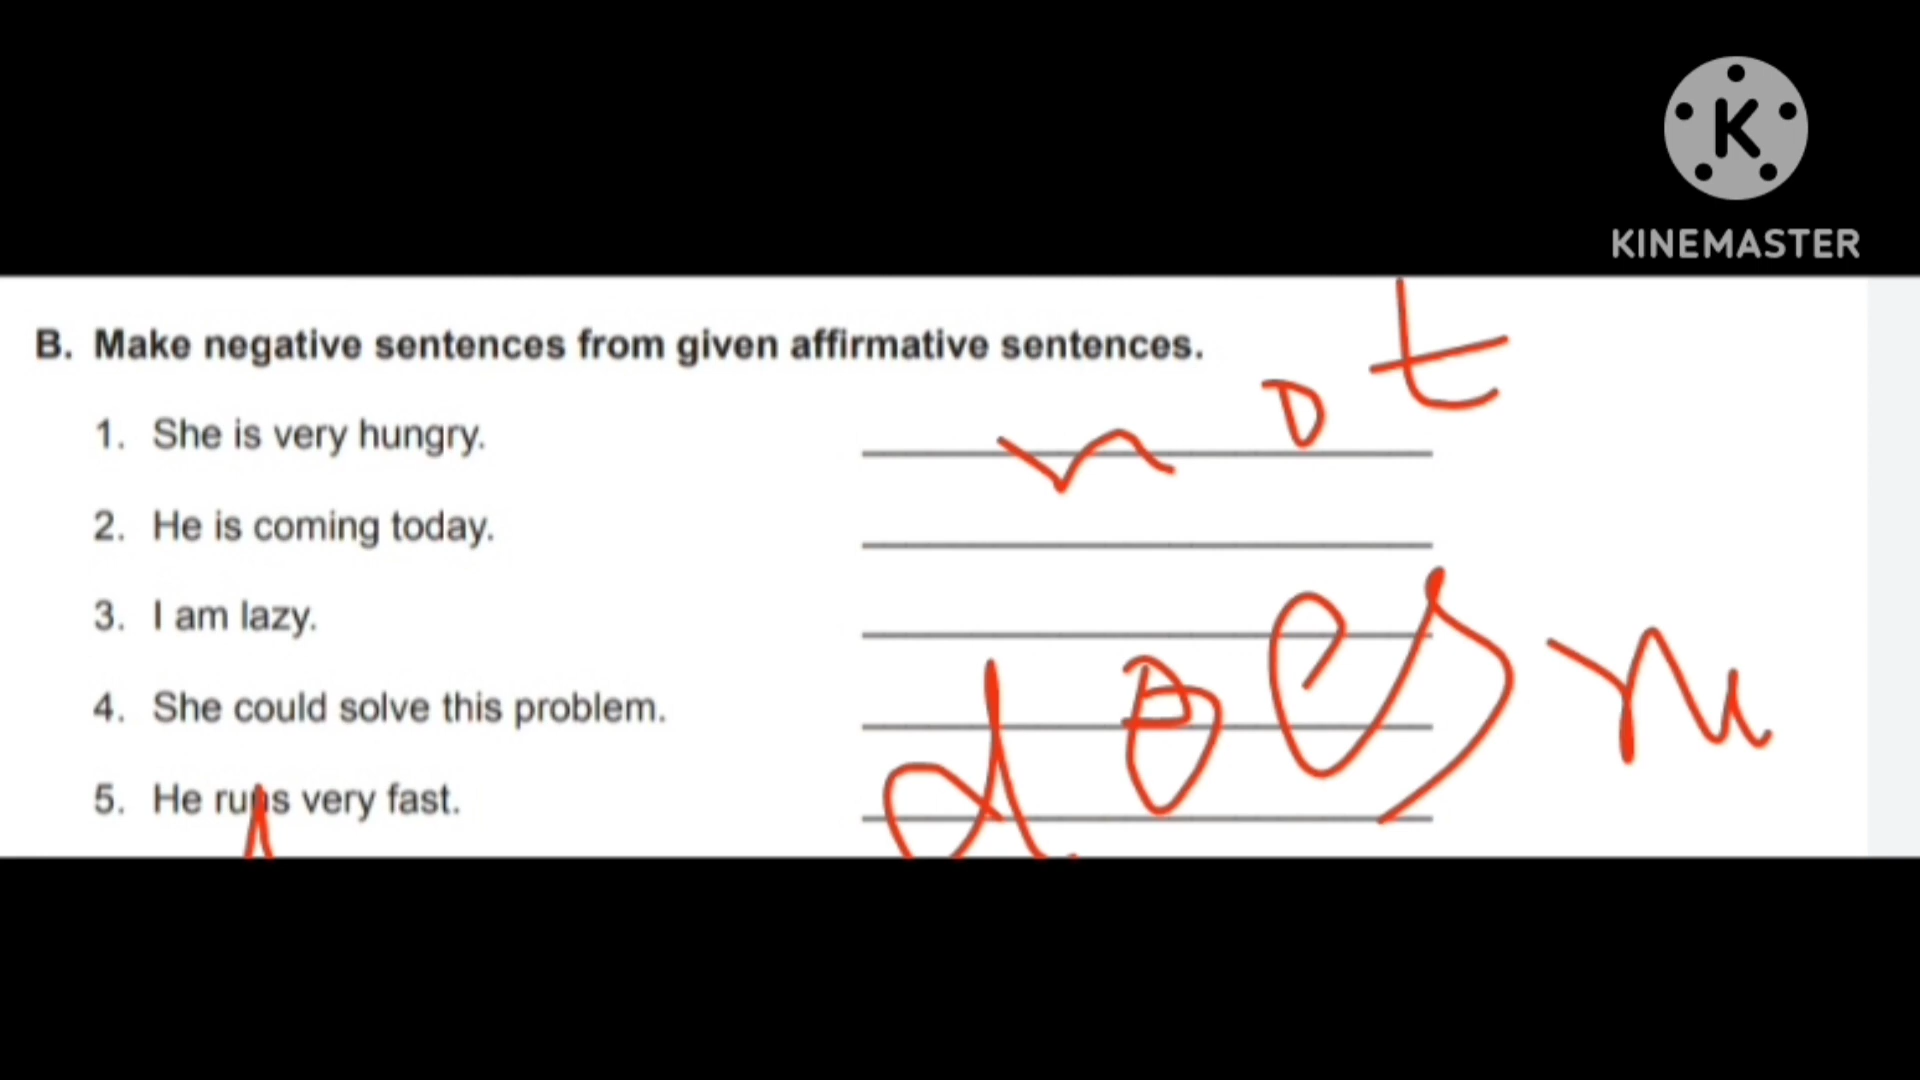 K
KINEMASTER
B. Make negative sentences from given affirmative sentences.
1. She is very hungry.
not
2. He is coming today.
3. I am lazy.
4. She could solve this problem.
does n
5. He runs very fast.